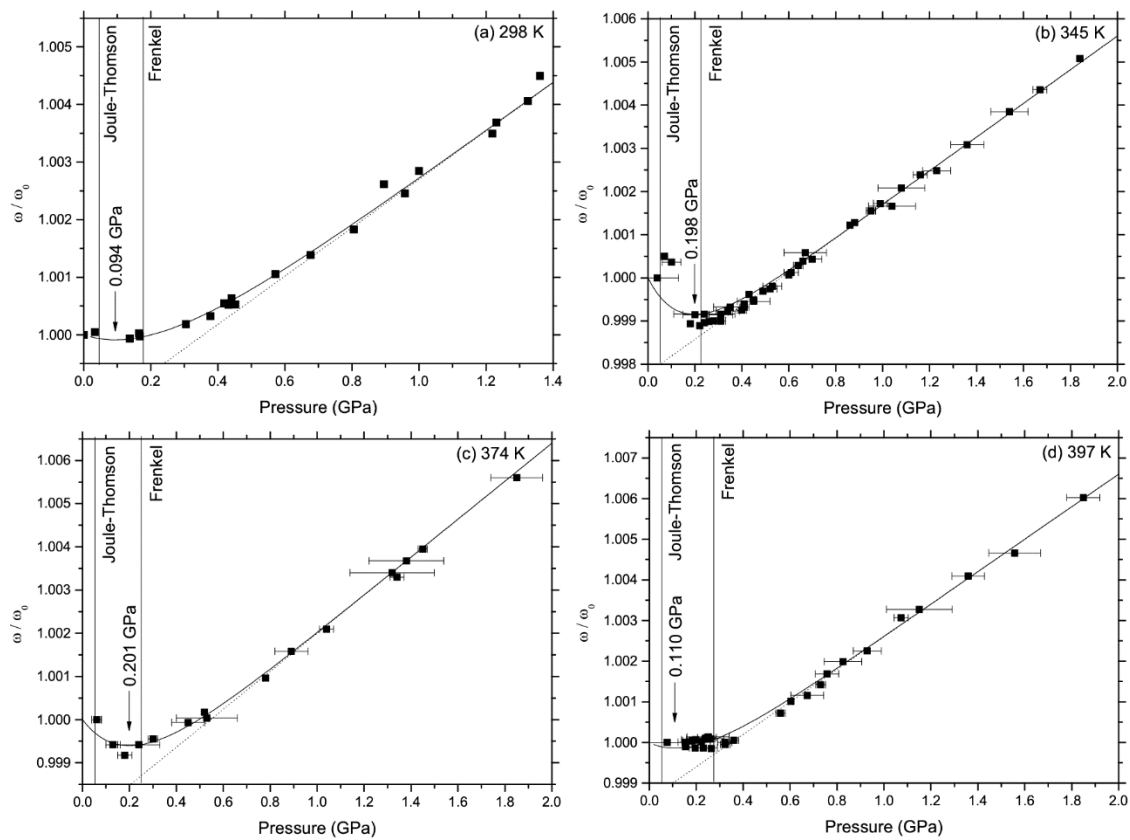 (a) 298 K
Joule-Thomson
Frenkel
0.094 GPa
ω / ω₀
1.005
1.004
1.003
1.002
1.001
1.000
0.0 0.2 0.4 0.6 0.8 1.0 1.2 1.4
Pressure (GPa)
(b) 345 K
Joule-Thomson
Frenkel
0.198 GPa
ω / ω₀
1.006
1.004
1.002
1.000
0.999
0.998
0.0 0.2 0.4 0.6 0.8 1.0 1.2 1.4 1.6 1.8 2.0
Pressure (GPa)
(c) 374 K
Joule-Thomson
Frenkel
0.201 GPa
ω / ω₀
1.006
1.005
1.004
1.003
1.002
1.001
1.000
0.999
0.0 0.2 0.4 0.6 0.8 1.0 1.2 1.4 1.6 1.8 2.0
Pressure (GPa)
(d) 397 K
Joule-Thomson
Frenkel
0.110 GPa
ω / ω₀
1.007
1.006
1.005
1.004
1.003
1.002
1.001
1.000
0.999
0.0 0.2 0.4 0.6 0.8 1.0 1.2 1.4 1.6 1.8 2.0
Pressure (GPa)